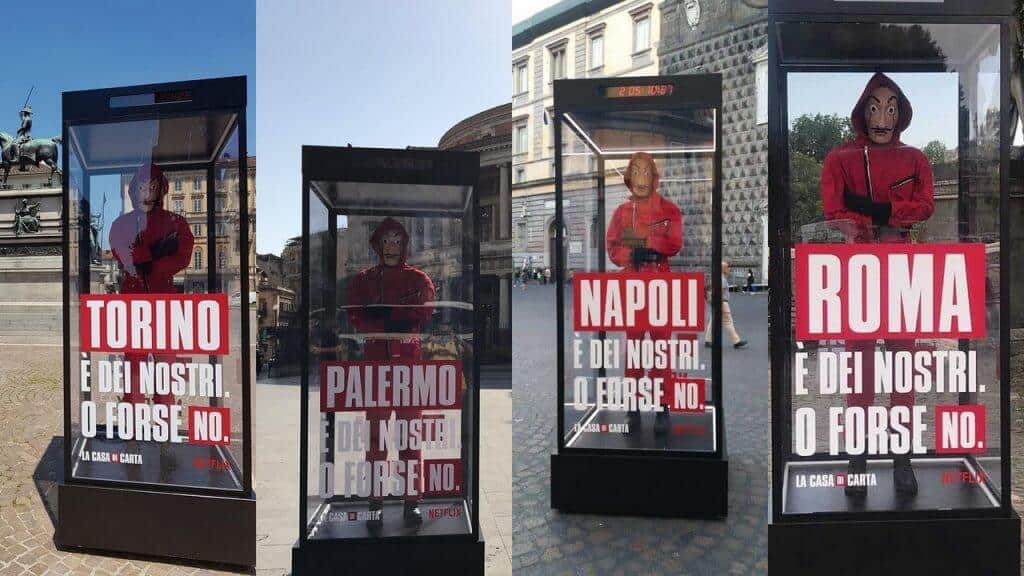 TORINO
È DEI NOSTRI.
O FORSE NO.
LA CASA DI CARTA
NETFLIX
PALERMO
È DEI NOSTRI.
O FORSE NO.
LA CASA DI CARTA
NETFLIX
NAPOLI
È DEI NOSTRI.
O FORSE NO.
LA CASA DI CARTA
NETFLIX
ROMA
È DEI NOSTRI.
O FORSE NO.
LA CASA DI CARTA
NETFLIX